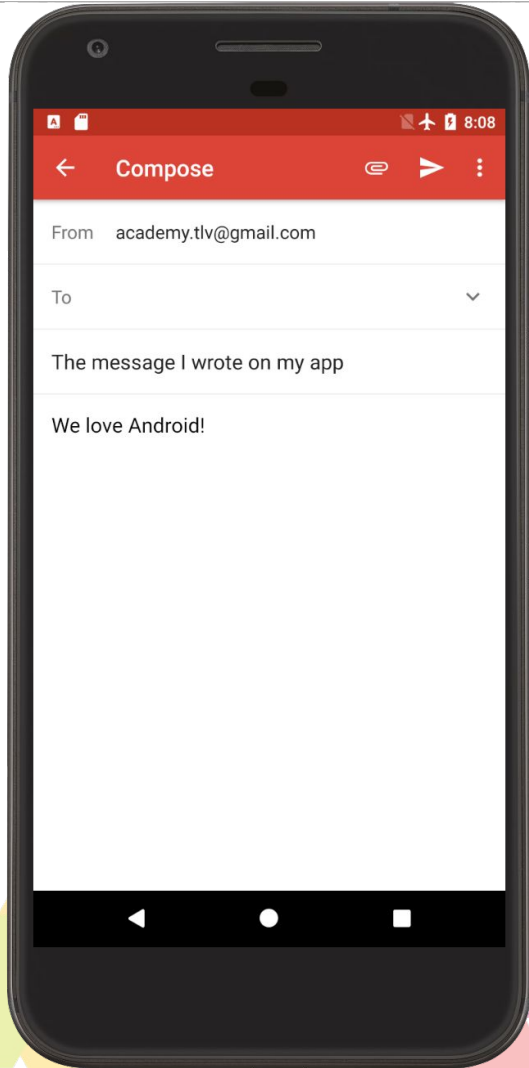 A 8:08
Compose
From academy.tlv@gmail.com
To
The message I wrote on my app
We love Android!